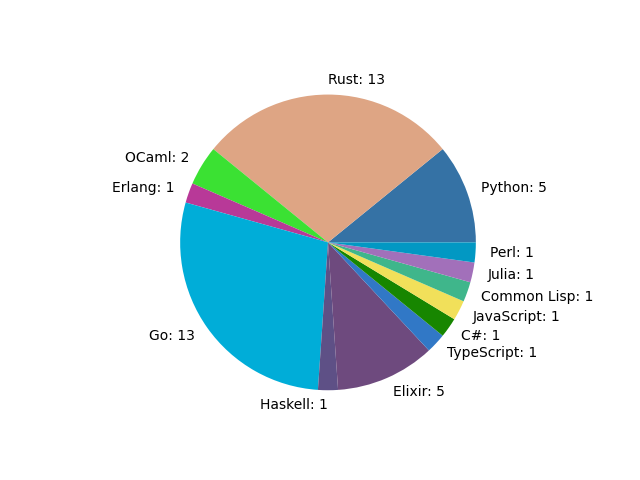 Rust: 13
OCaml: 2
Python: 5
Erlang: 1
Perl: 1
Julia: 1
Common Lisp: 1
JavaScript: 1
Go: 13
C#: 1
TypeScript: 1
Elixir: 5
Haskell: 1